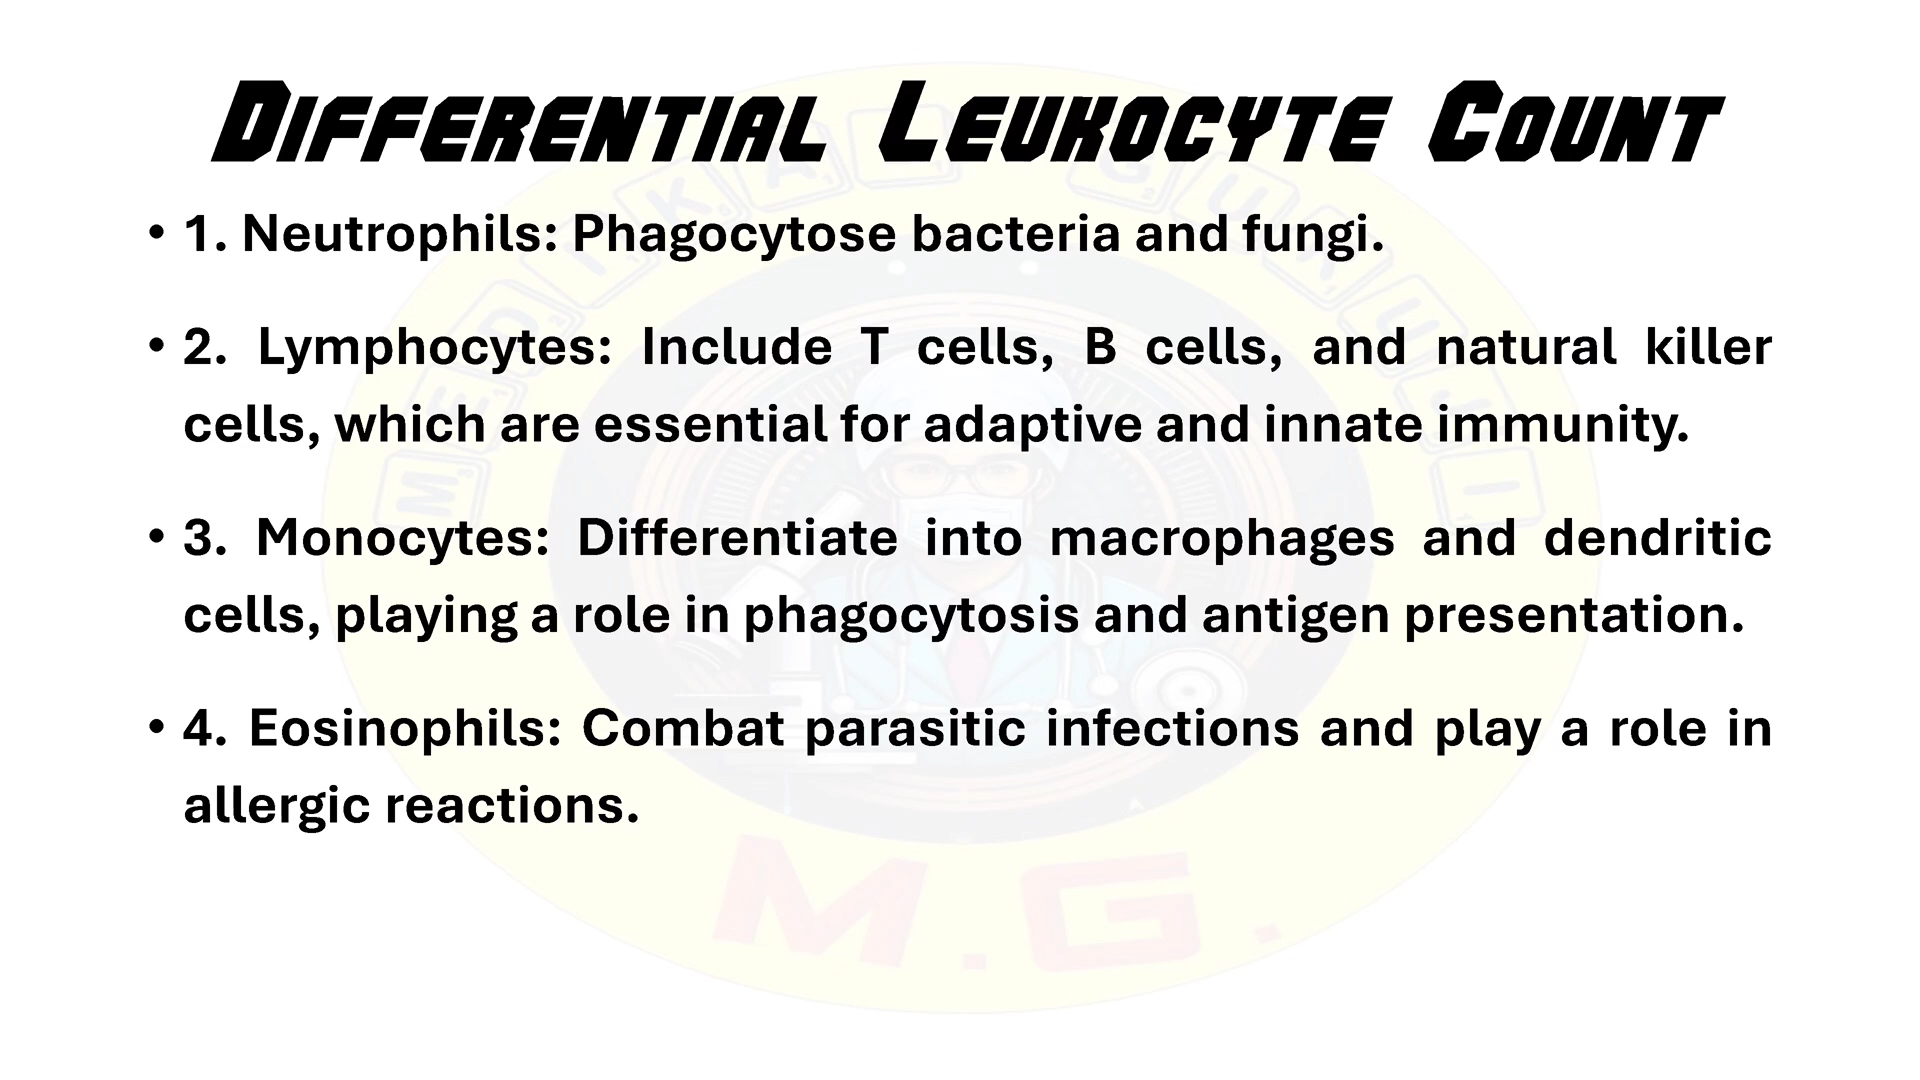 Differential Leukocyte Count
• 1. Neutrophils: Phagocytose bacteria and fungi.
• 2. Lymphocytes: Include T cells, B cells, and natural killer
cells, which are essential for adaptive and innate immunity.
• 3. Monocytes: Differentiate into macrophages and dendritic
cells, playing a role in phagocytosis and antigen presentation.
• 4. Eosinophils: Combat parasitic infections and play a role in
allergic reactions.
M.G.